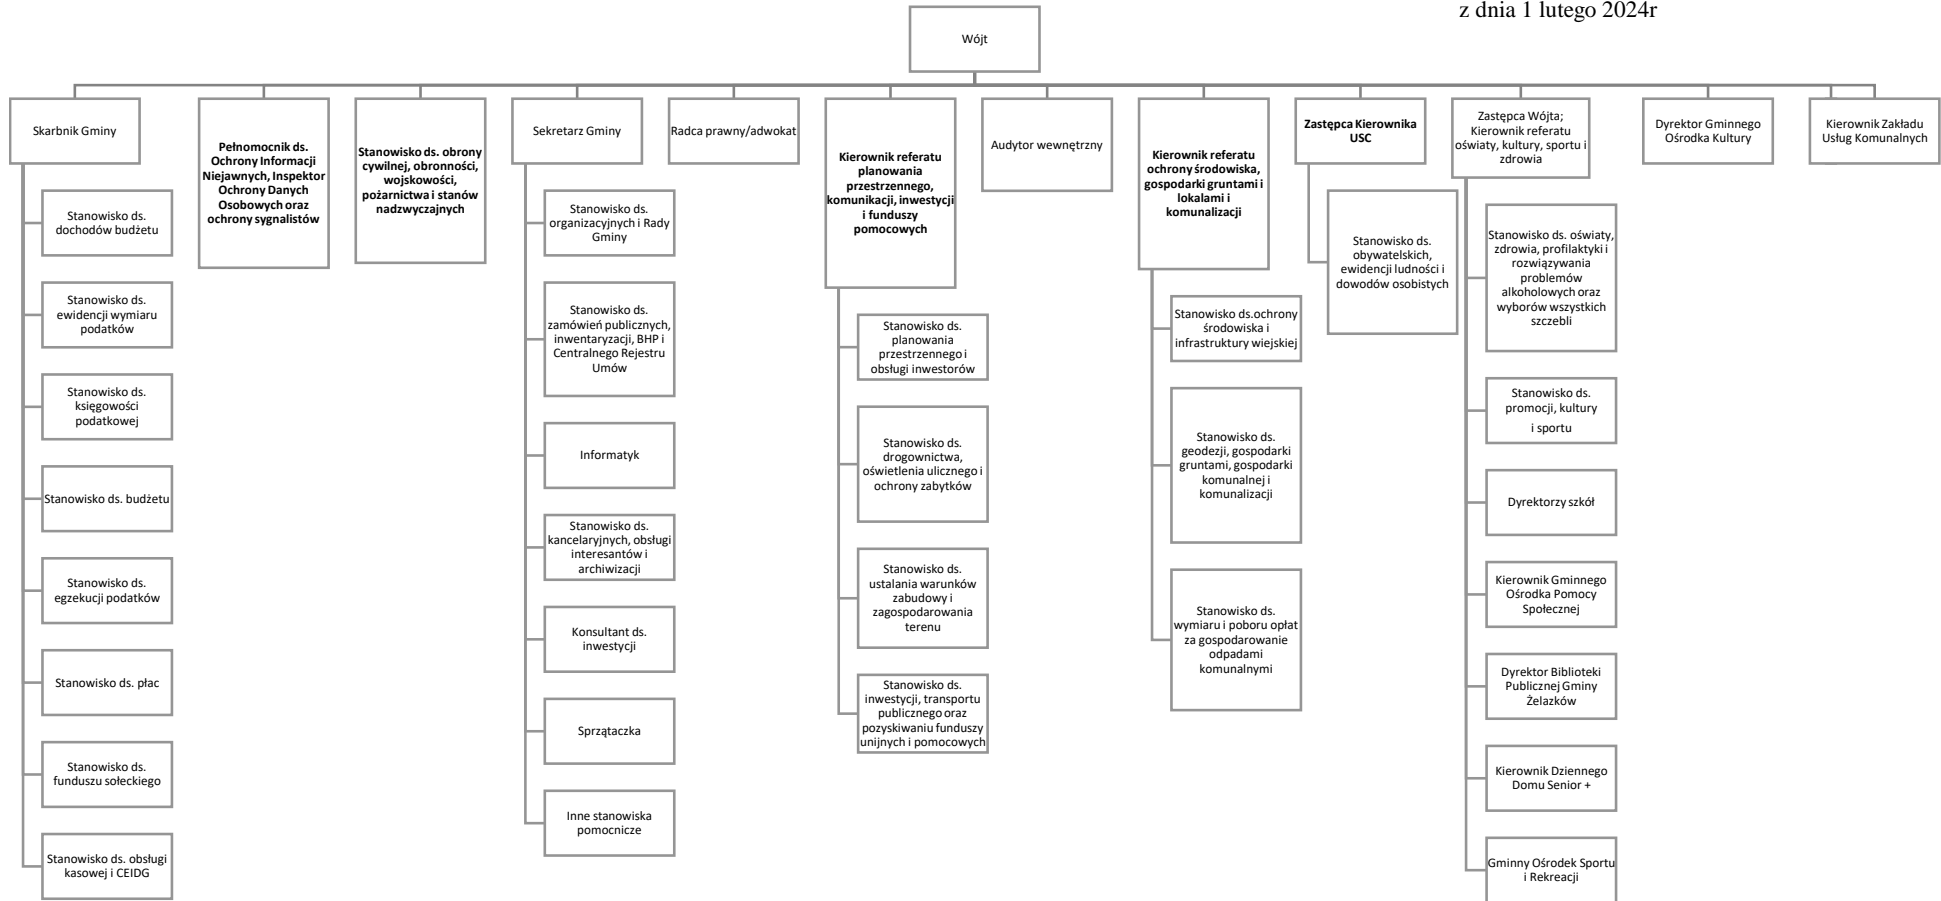 z dnia 1 lutego 2024r
Wójt
Skarbnik Gminy
Stanowisko ds.
dochodów budżetu
Stanowisko ds.
ewidencji wymiaru
podatków
Stanowisko ds.
księgowości
podatkowej
Stanowisko ds. budżetu
Stanowisko ds.
egzekucji podatków
Stanowisko ds. płac
Stanowisko ds.
funduszu sołeckiego
Stanowisko ds. obsługi
kasowej i CEIDG
Pełnomocnik ds.
Ochrony Informacji
Niejawnych, Inspektor
Ochrony Danych
Osobowych oraz
ochrony sygnalistów
Stanowisko ds. obrony
cywilnej, obronności,
wojskowości,
pożarnictwa i stanów
nadzwyczajnych
Sekretarz Gminy
Stanowisko ds.
organizacyjnych i Rady
Gminy
Stanowisko ds.
zamówień publicznych,
inwentaryzacji, BHP i
Centralnego Rejestru
Umów
Informatyk
Stanowisko ds.
kancelaryjnych, obsługi
interesantów i
archiwizacji
Konsultant ds.
inwestycji
Sprzątaczka
Inne stanowiska
pomocnicze
Radca prawny/adwokat
Kierownik referatu
planowania
przestrzennego,
komunikacji, inwestycji
i funduszy
pomocowych
Stanowisko ds.
planowania
przestrzennego i
obsługi inwestorów
Stanowisko ds.
drogownictwa,
oświetlenia ulicznego i
ochrony zabytków
Stanowisko ds.
ustalania warunków
zabudowy i
zagospodarowania
terenu
Stanowisko ds.
inwestycji, transportu
publicznego oraz
pozyskiwaniu funduszy
unijnych i pomocowych
Audytor wewnętrzny
Kierownik referatu
ochrony środowiska,
gospodarki gruntami i
lokalami i
komunalizacji
Stanowisko ds.ochrony
środowiska i
infrastruktury wiejskiej
Stanowisko ds.
geodezji, gospodarki
gruntami, gospodarki
komunalnej i
komunalizacji
Stanowisko ds.
wymiaru i poboru opłat
za gospodarowanie
odpadami
komunalnymi
Zastępca Kierownika
USC
Stanowisko ds.
obywatelskich,
ewidencji ludności i
dowodów osobistych
Zastępca Wójta;
Kierownik referatu
oświaty, kultury, sportu i
zdrowia
Stanowisko ds. oświaty,
zdrowia, profilaktyki i
rozwiązywania
problemów
alkoholowych oraz
wyborów wszystkich
szczebli
Stanowisko ds.
promocji, kultury
i sportu
Dyrektorzy szkół
Kierownik Gminnego
Ośrodka Pomocy
Społecznej
Dyrektor Biblioteki
Publicznej Gminy
Żelazków
Kierownik Dziennego
Domu Senior +
Gminny Ośrodek Sportu
i Rekreacji
Dyrektor Gminnego
Ośrodka Kultury
Kierownik Zakładu
Usług Komunalnych